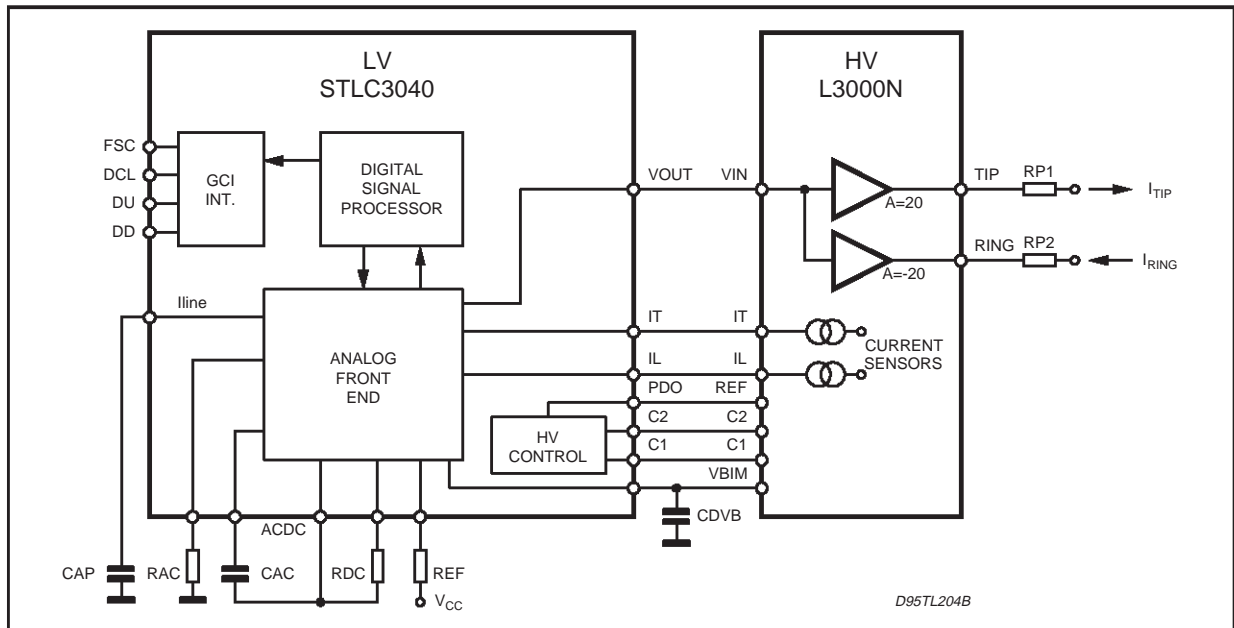 LV
STLC3040
HV
L3000N
FSC
DCL
DU
DD
GCI
INT.
DIGITAL
SIGNAL
PROCESSOR
VOUT
VIN
A=20
A=-20
TIP
RP1
ITIP
RING
RP2
IRING
Iline
ANALOG
FRONT
END
IT
IT
IL
IL
CURRENT
SENSORS
PDO
REF
C2
C2
C1
C1
HV
CONTROL
VBIM
CDVB
ACDC
CAP
RAC
CAC
RDC
REF
VCC
D95TL204B